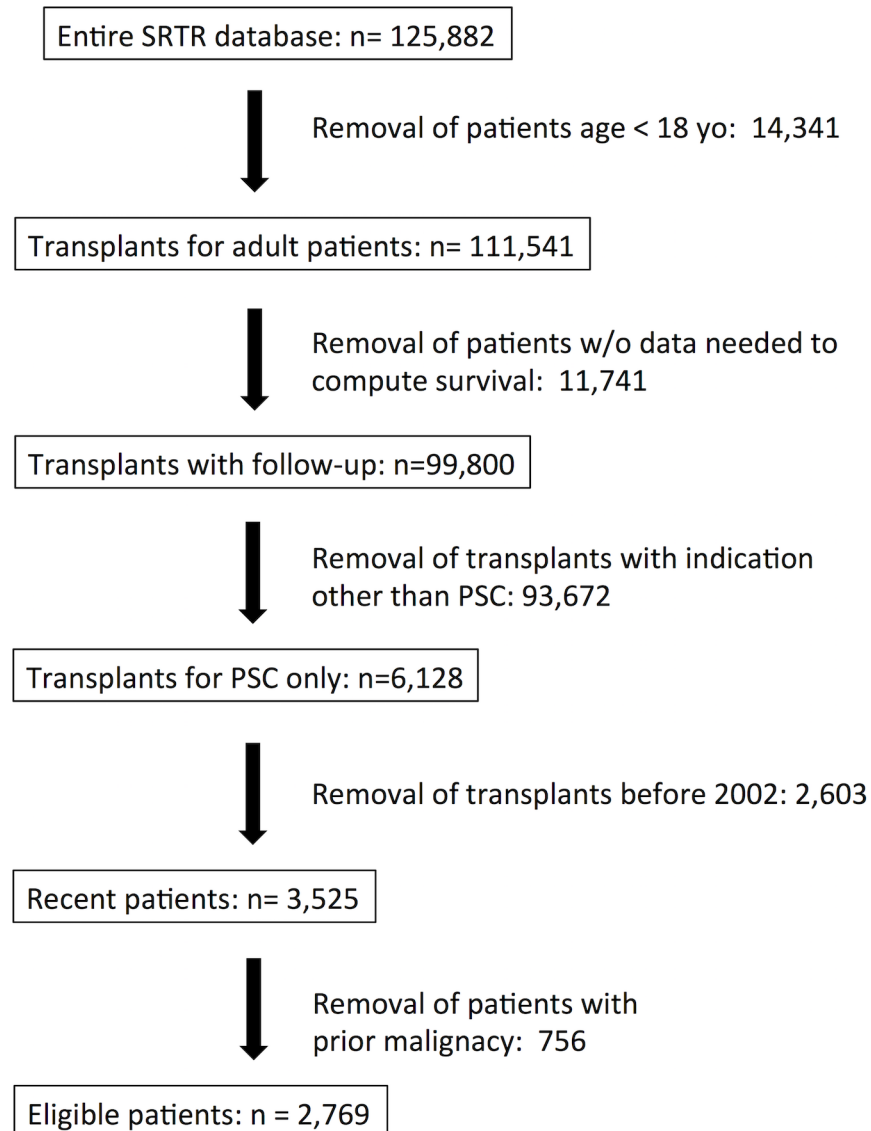 Entire SRTR database: n= 125,882
Removal of patients age < 18 yo:  14,341
Transplants for adult patients: n= 111,541
Removal of patients w/o data needed to
compute survival:  11,741
Transplants with follow-up: n=99,800
Removal of transplants with indication
other than PSC: 93,672
Transplants for PSC only: n=6,128
Removal of transplants before 2002: 2,603
Recent patients: n= 3,525
Removal of patients with
prior malignacy:  756
Eligible patients: n = 2,769